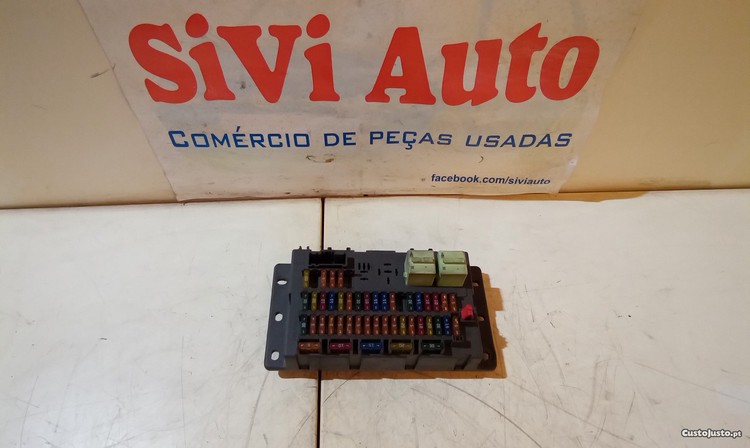 SiVi Auto
COMÉRCIO DE PEÇAS USADAS
facebook.com/siviauto
CustoJusto.pt